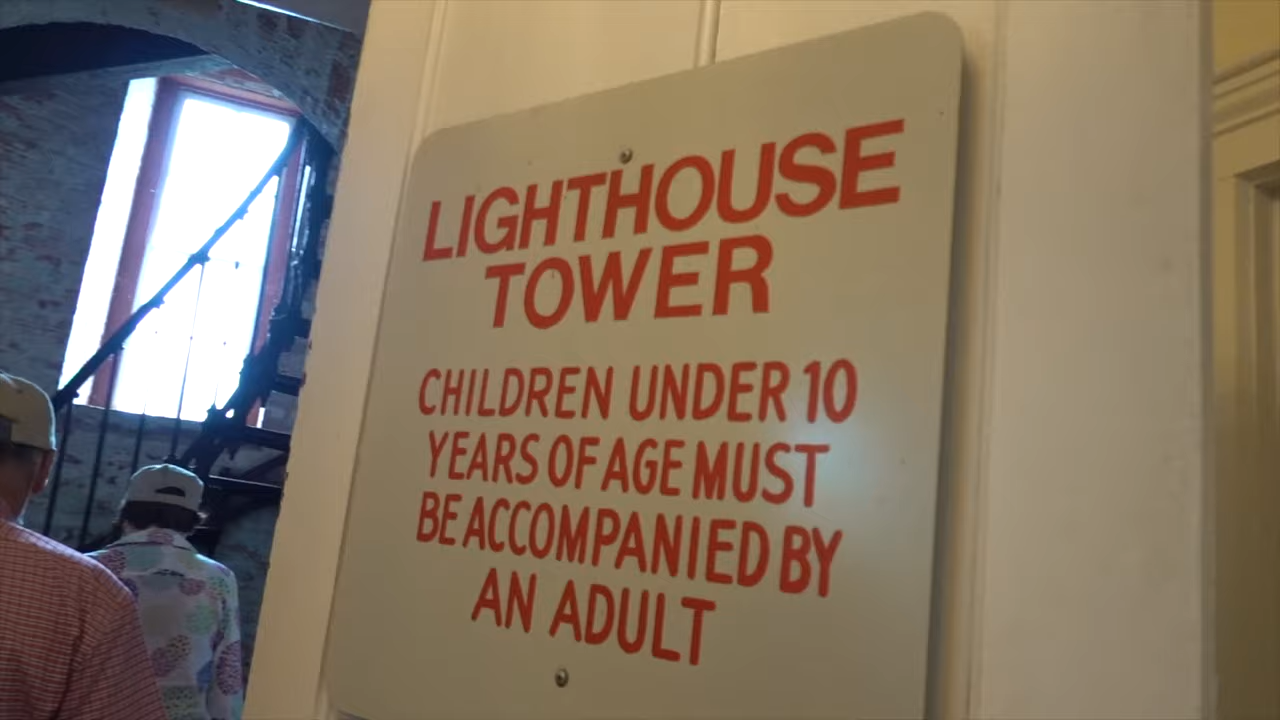 LIGHTHOUSE
TOWER
CHILDREN UNDER 10
YEARS OF AGE MUST
BE ACCOMPANIED BY
AN ADULT